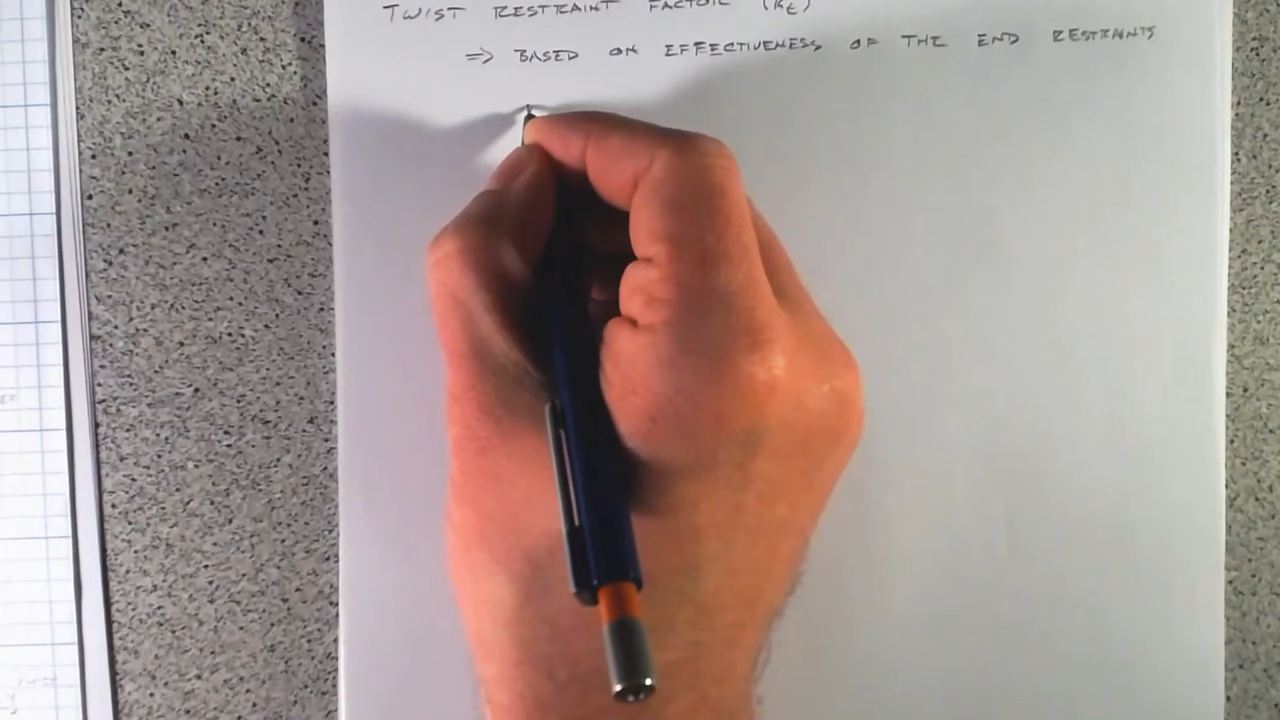 TWIST RESTRAINT FACTOR (kt)
⇒ BASED ON EFFECTIVENESS OF THE END RESTRAINTS